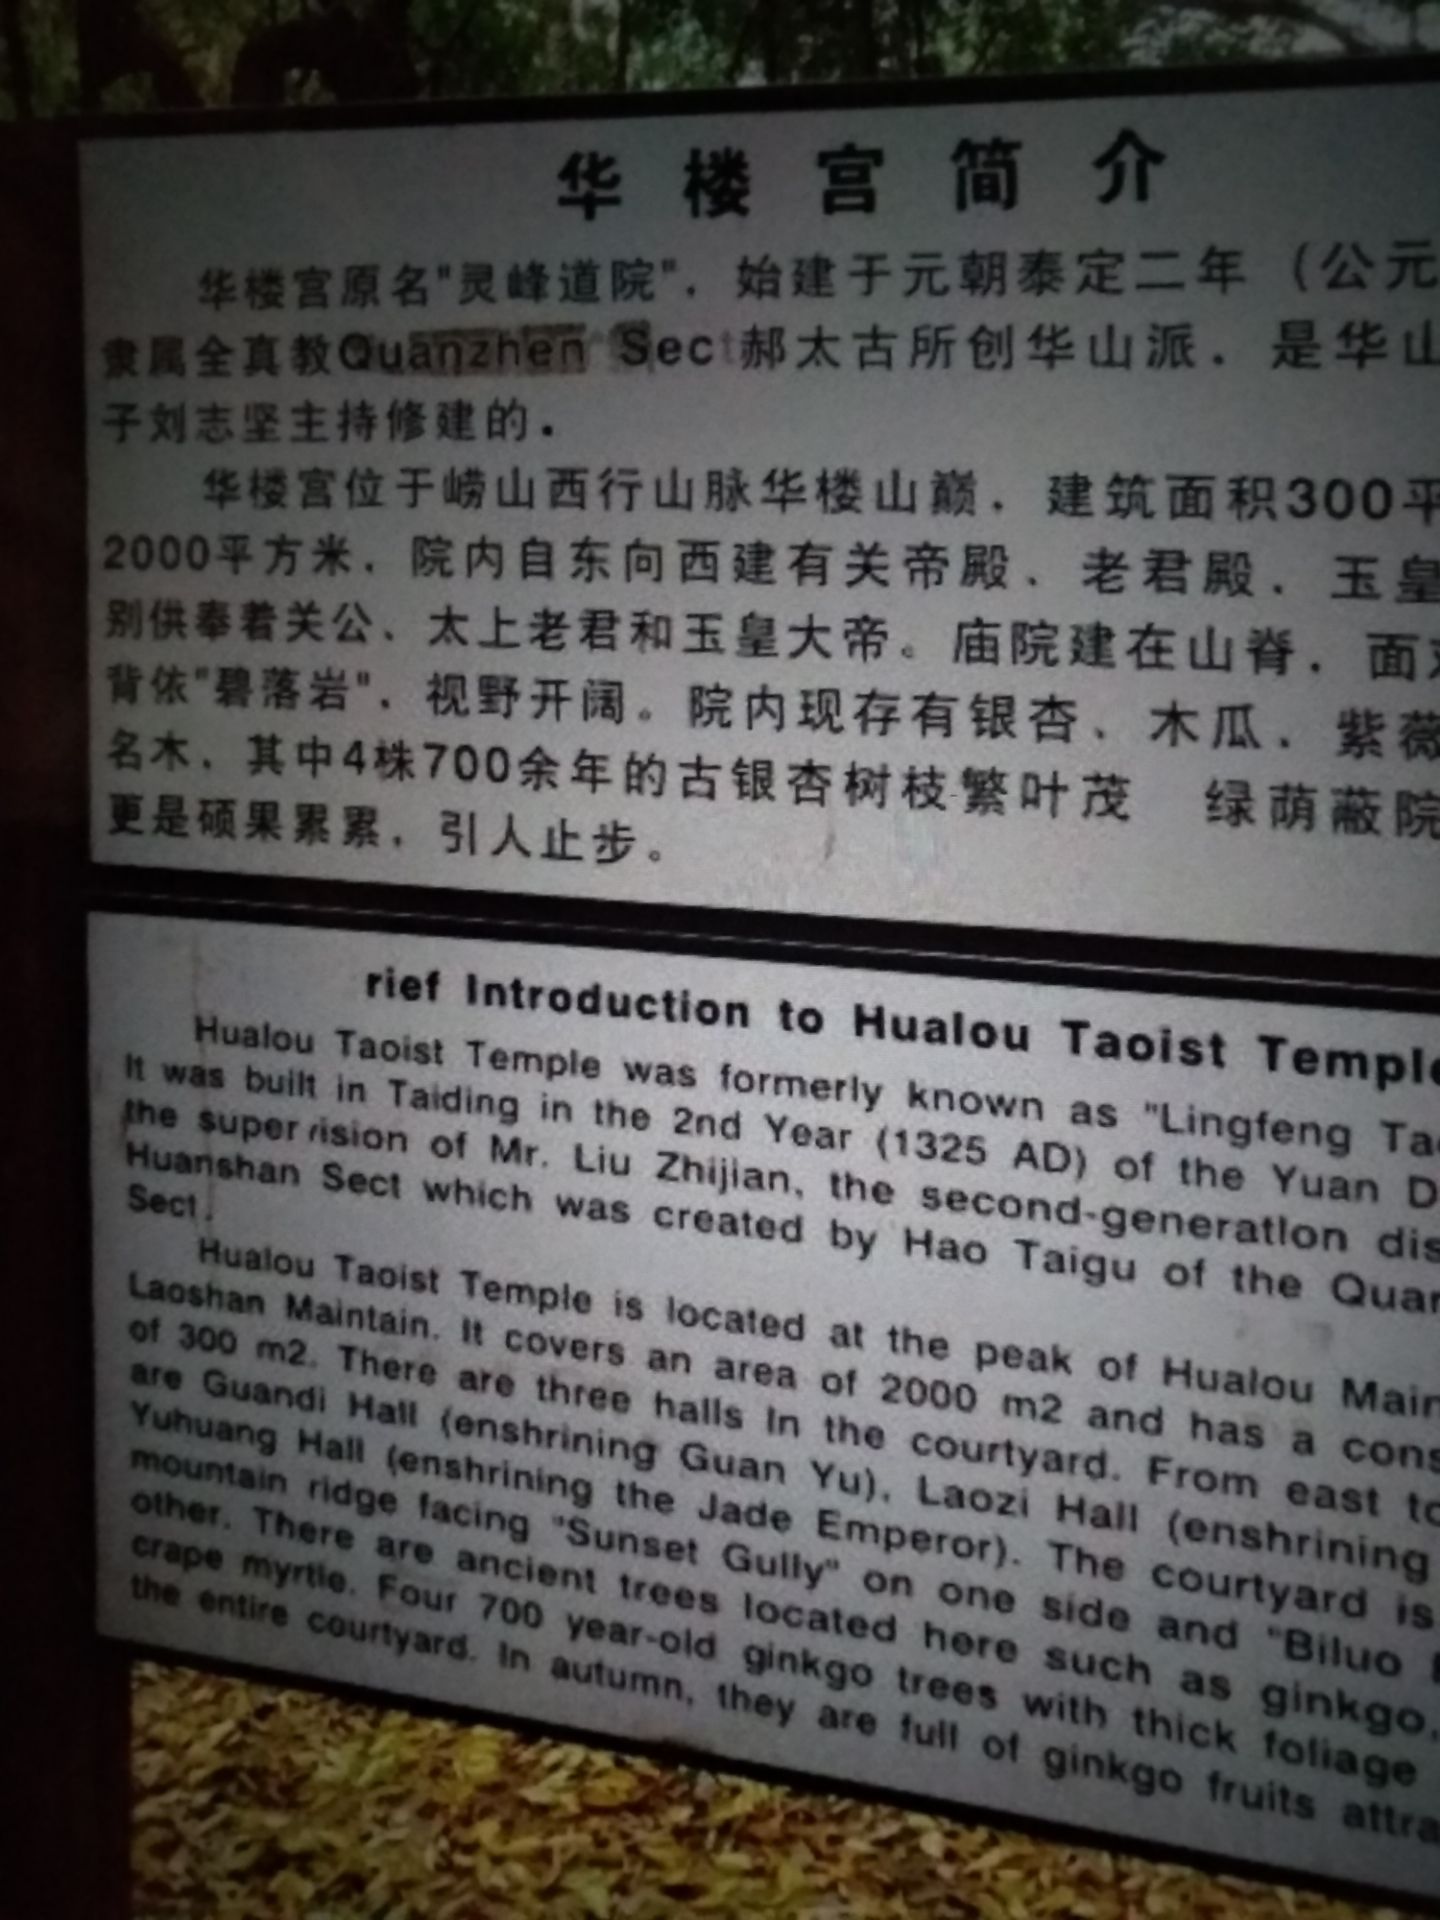 华楼宫简介
华楼宫原名"灵峰道院"，始建于元朝泰定二年（公元
隶属全真教Quanzhen Sect郝太古所创华山派，是华山
子刘志坚主持修建的．
华楼宫位于崂山西行山脉华楼山巅，建筑面积300平
2000平方米，院内自东向西建有关帝殿、老君殿，玉皇
别供奉着关公、太上老君和玉皇大帝。庙院建在山脊，面对
背依"碧落岩"，视野开阔。院内现存有银杏、木瓜，紫薇
名木，其中4株700余年的古银杏树枝繁叶茂 绿荫蔽院
更是硕果累累，引人止步。
rief Introduction to Hualou Taoist Temple
Hualou Taoist Temple was formerly known as "Lingfeng Tao
It was built in Taiding in the 2nd Year (1325 AD) of the Yuan D
the supervision of Mr. Liu Zhijian, the second-generation dis
Huanshan Sect which was created by Hao Taigu of the Quan
Sect.
Hualou Taoist Temple is located at the peak of Hualou Main
Laoshan Maintain. It covers an area of 2000 m2 and has a cons
of 300 m2. There are three halls in the courtyard. From east to
are Guandi Hall (enshrining Guan Yu), Laozi Hall (enshrining
Yuhuang Hall (enshrining the Jade Emperor). The courtyard is
mountain ridge facing "Sunset Gully" on one side and "Biluo
other. There are ancient trees located here such as ginkgo,
crape myrtle. Four 700 year-old ginkgo trees with thick foliage
the entire courtyard. In autumn, they are full of ginkgo fruits attra